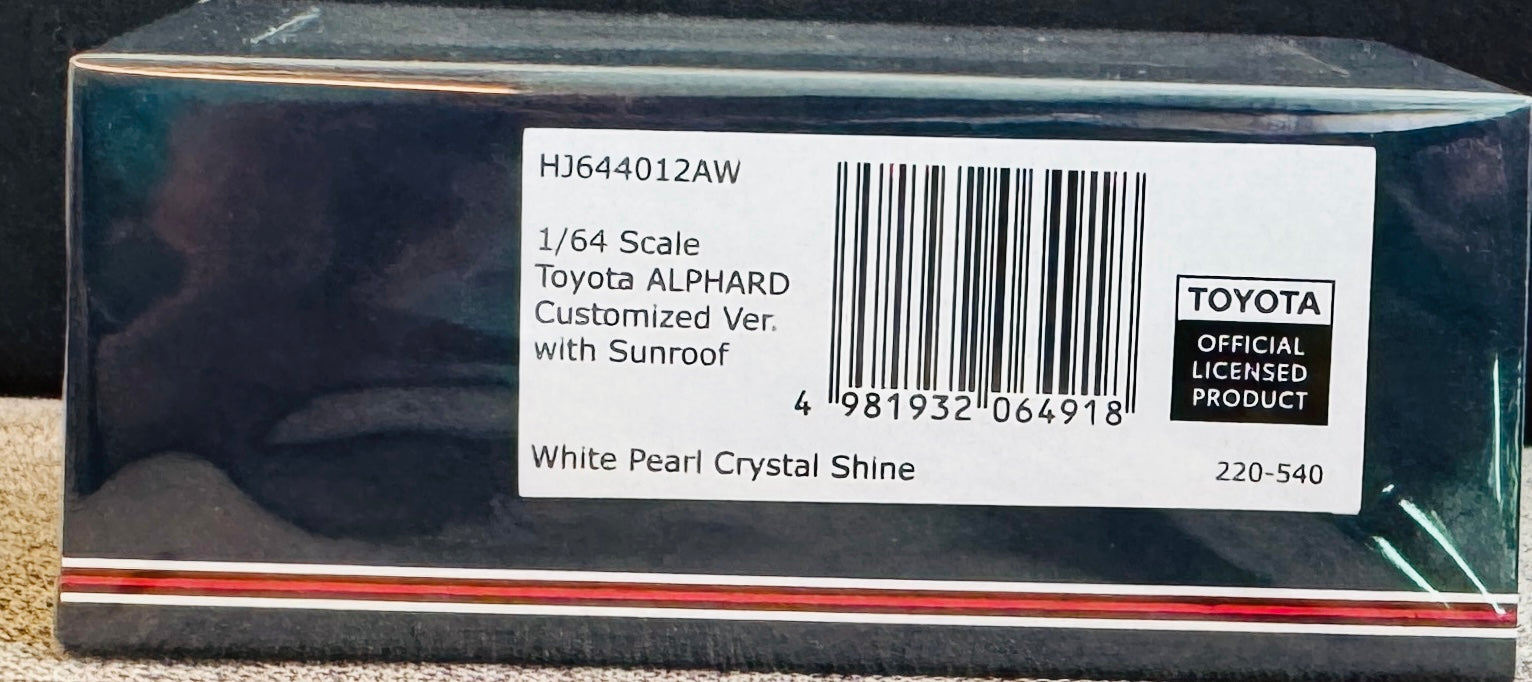 HJ644012AW
1/64 Scale
Toyota ALPHARD
Customized Ver.
with Sunroof
4 981932 064918
TOYOTA
OFFICIAL
LICENSED
PRODUCT
White Pearl Crystal Shine
220-540